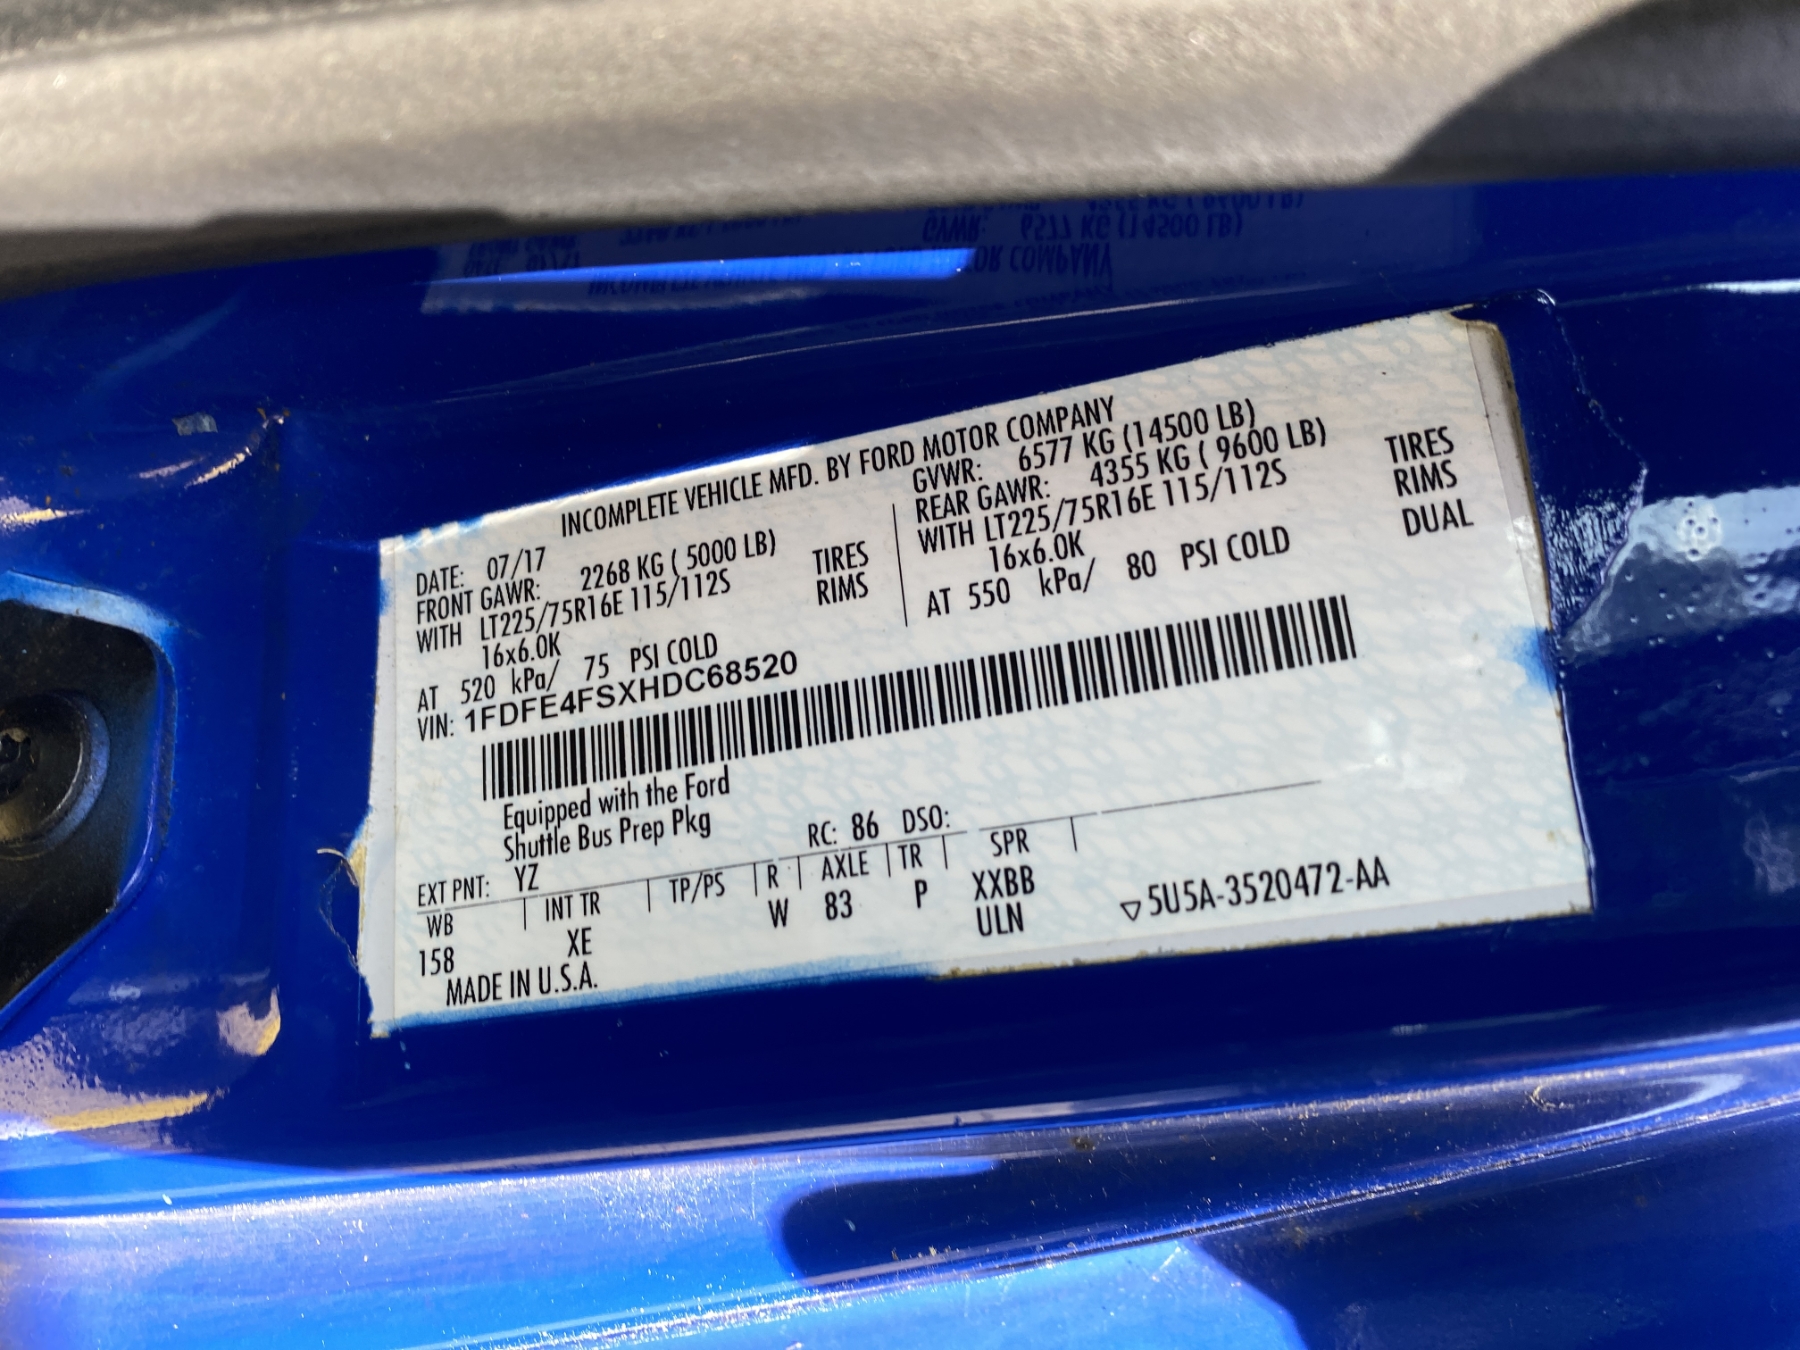 INCOMPLETE VEHICLE MFD. BY FORD MOTOR COMPANY
DATE: 07/17
FRONT GAWR: 2268 KG ( 5000 LB)
WITH LT225/75R16E 115/112S TIRES
16x6.0K RIMS
AT 520 kPa/ 75 PSI COLD
GVWR: 6577 KG (14500 LB)
REAR GAWR: 4355 KG ( 9600 LB)
WITH LT225/75R16E 115/112S TIRES
16x6.0K RIMS
AT 550 kPa/ 80 PSI COLD DUAL
VIN: 1FDFE4FSXHDC68520
Equipped with the Ford
Shuttle Bus Prep Pkg
EXT PNT: YZ RC: 86 DSO:
WB INT TR TP/PS R AXLE TR SPR
158 XE W 83 P XXBB
ULN
MADE IN U.S.A. 5U5A-3520472-AA